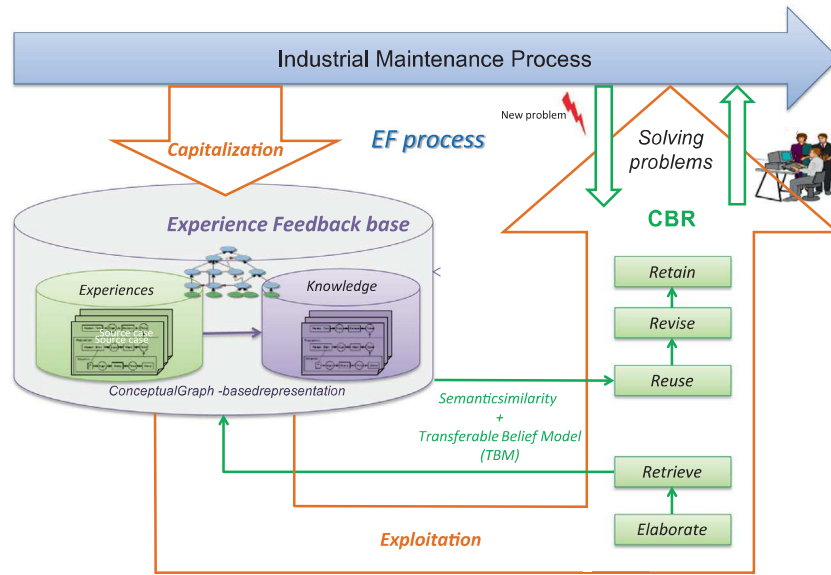 Industrial Maintenance Process
New problem
Capitalization
EF process
Solving
problems
CBR
Experience Feedback base
Experiences
Knowledge
Source case
Source case
ConceptualGraph -basedrepresentation
Retain
Revise
Reuse
Semanticsimilarity
+
Transferable Belief Model
(TBM)
Retrieve
Elaborate
Exploitation